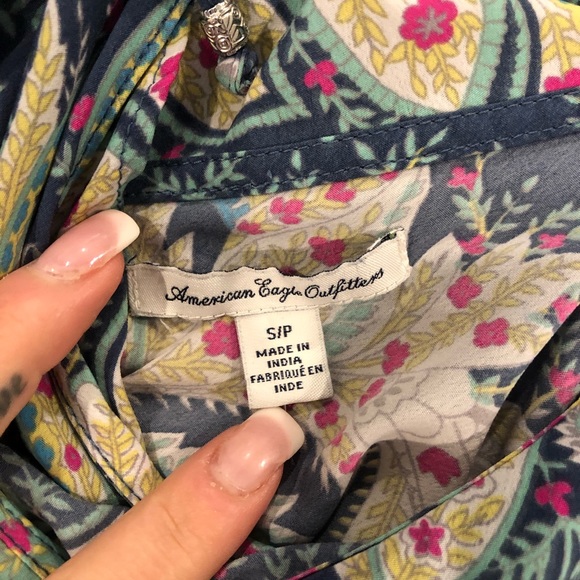 American Eagle Outfitters
S/P
MADE IN
INDIA
FABRIQUÉ EN
INDE